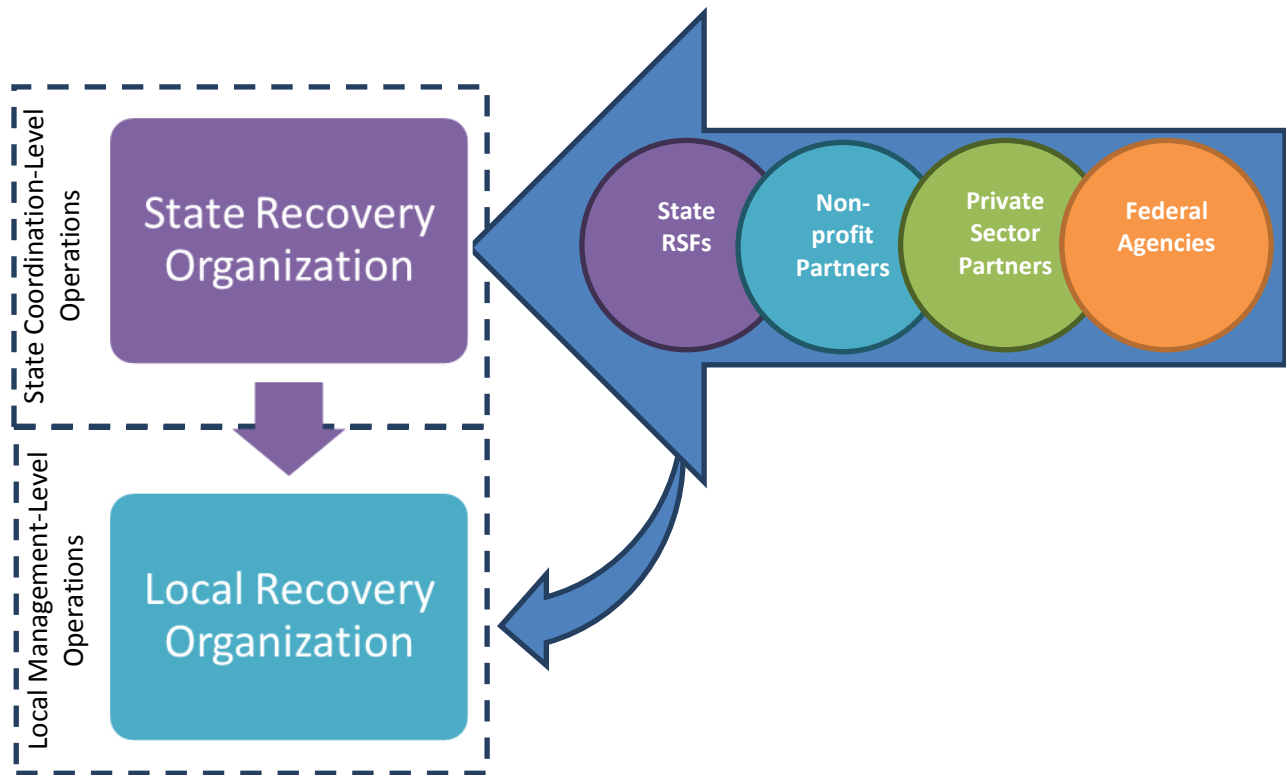 State Coordination-Level
Operations
State Recovery
Organization
State
RSFs
Non-
profit
Partners
Private
Sector
Partners
Federal
Agencies
Local Management-Level
Operations
Local Recovery
Organization